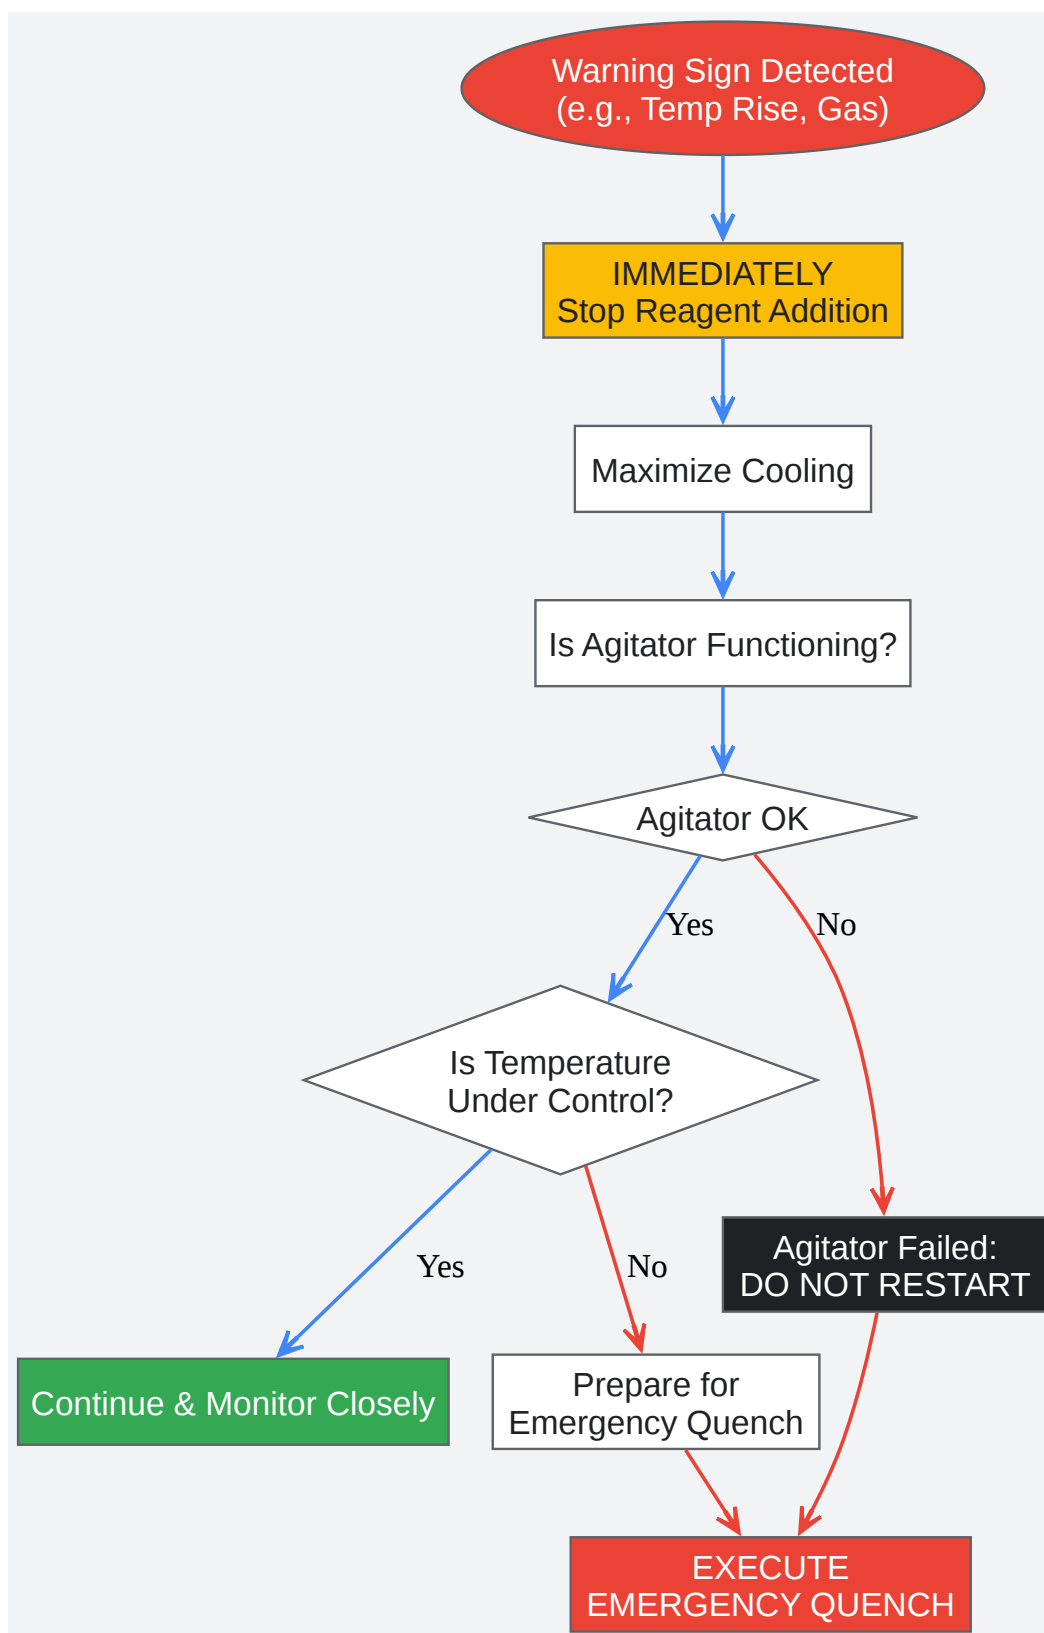 Warning Sign Detected
(e.g., Temp Rise, Gas)
IMMEDIATELY
Stop Reagent Addition
Maximize Cooling
Is Agitator Functioning?
Agitator OK
Yes
No
Is Temperature
Under Control?
Yes
No
Agitator Failed:
DO NOT RESTART
Continue & Monitor Closely
Prepare for
Emergency Quench
EXECUTE
EMERGENCY QUENCH